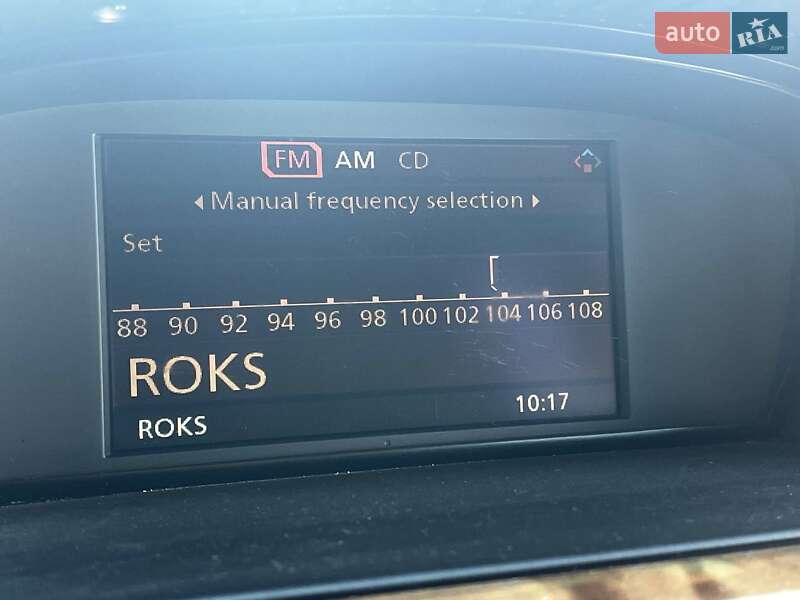 auto RIA.com
FM AM CD
Manual frequency selection
Set
88 90 92 94 96 98 100 102 104 106 108
ROKS
ROKS 10:17